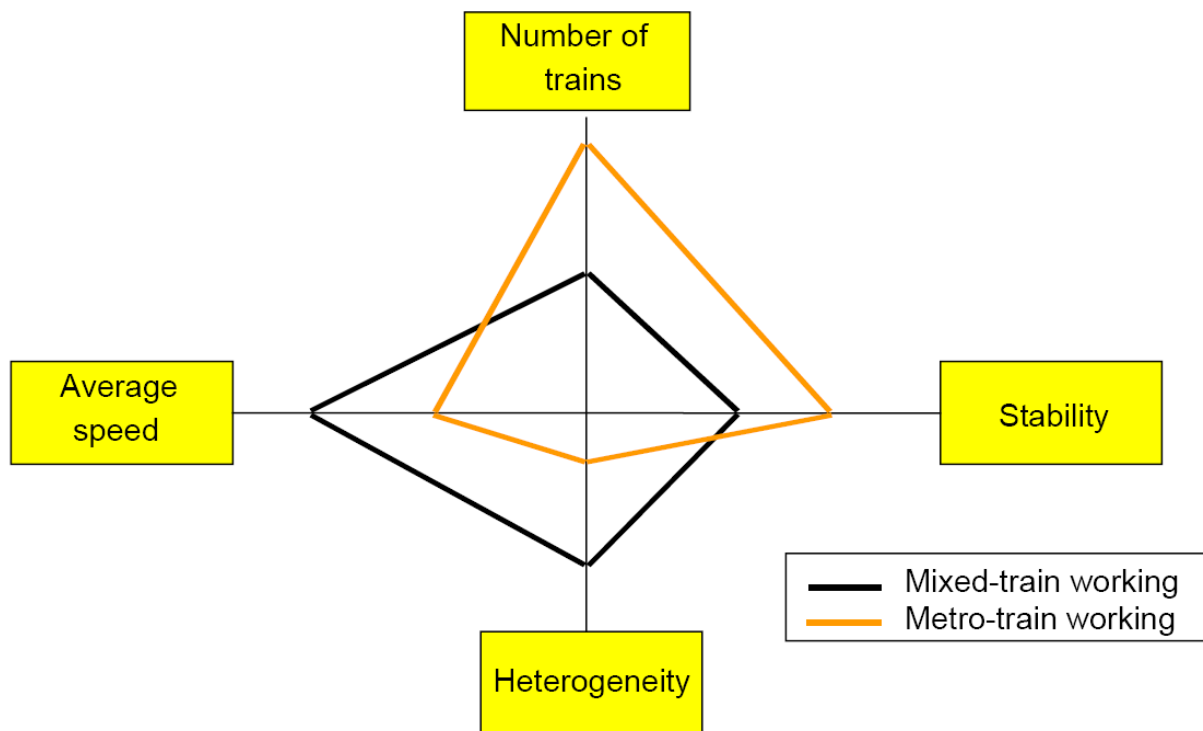 Number of
trains
Average
speed
Stability
Heterogeneity
Mixed-train working
Metro-train working